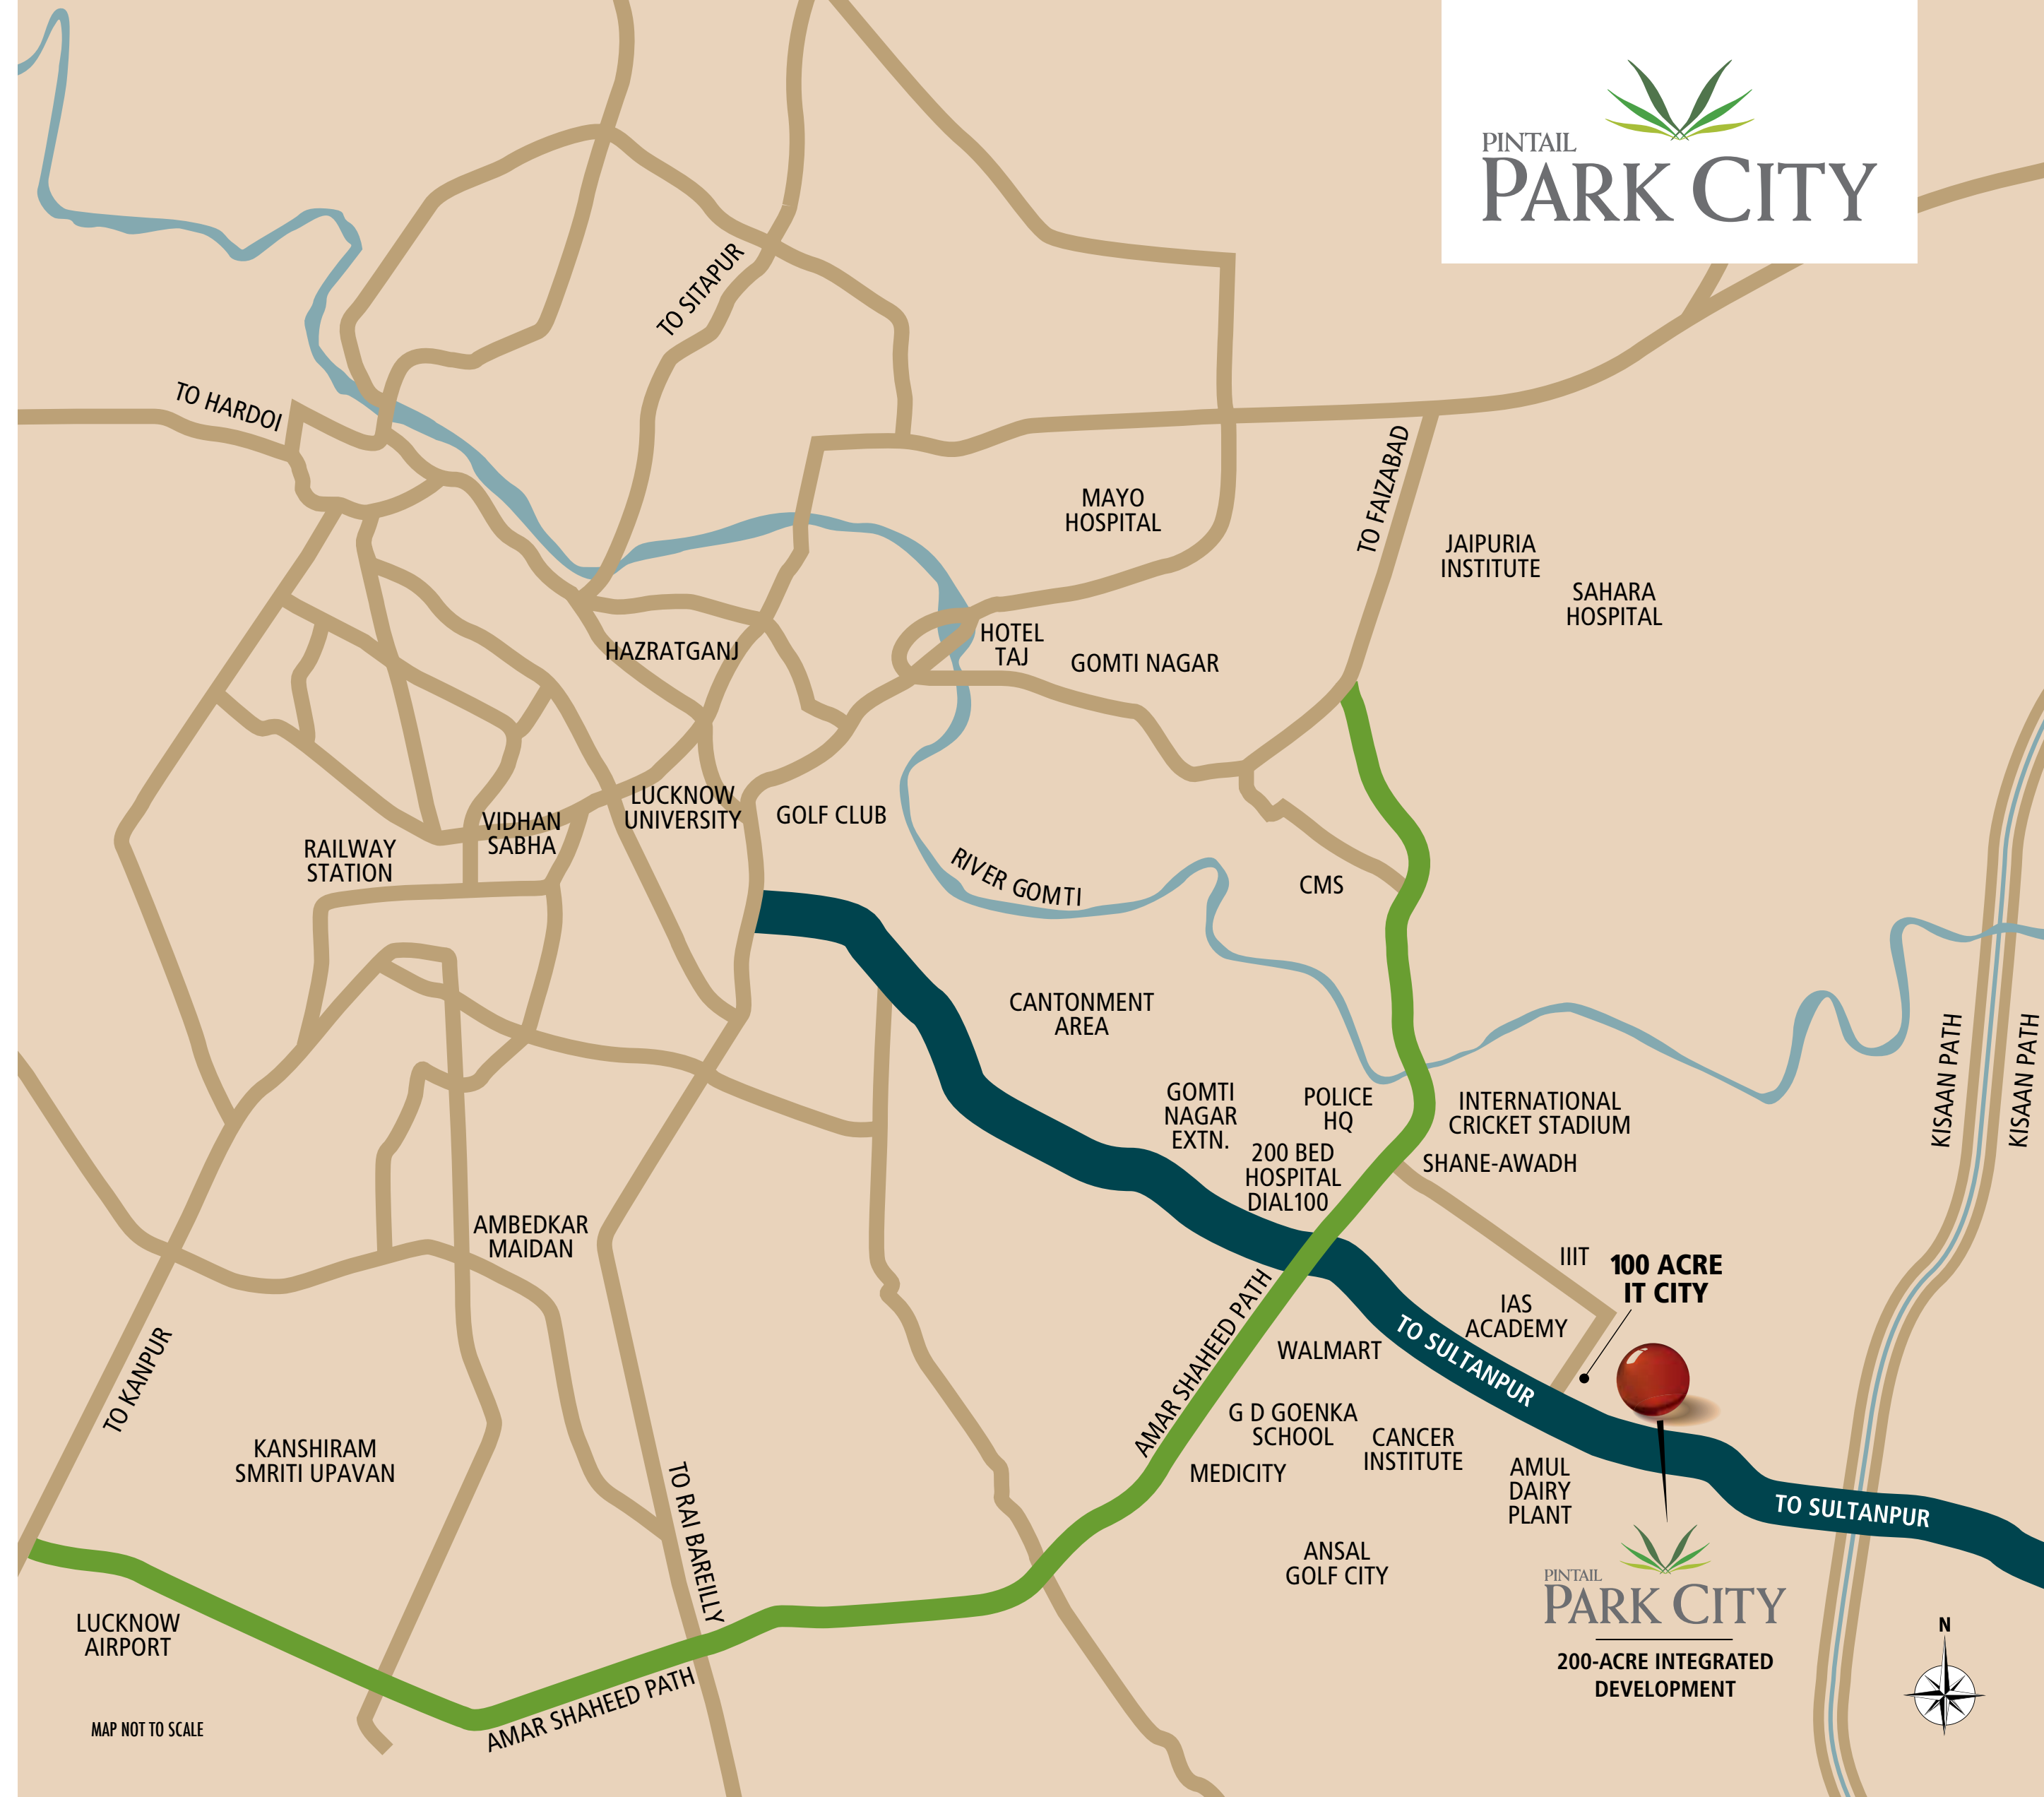 PINTAIL
PARK CITY
TO SITAPUR
TO HARDOI
TO FAIZABAD
MAYO
HOSPITAL
JAIPURIA
INSTITUTE
SAHARA
HOSPITAL
HAZRATGANJ
HOTEL
TAJ
GOMTI NAGAR
LUCKNOW
UNIVERSITY
GOLF CLUB
VIDHAN
SABHA
RAILWAY
STATION
RIVER GOMTI
CMS
CANTONMENT
AREA
KISAAN PATH
KISAAN PATH
GOMTI
NAGAR
EXTN.
POLICE
HQ
INTERNATIONAL
CRICKET STADIUM
200 BED
HOSPITAL
DIAL100
SHANE-AWADH
AMBEDKAR
MAIDAN
IIIT
100 ACRE
IT CITY
IAS
ACADEMY
TO KANPUR
AMAR SHAHEED PATH
WALMART
TO SULTANPUR
G D GOENKA
SCHOOL
CANCER
INSTITUTE
MEDICITY
KANSHIRAM
SMRITI UPAVAN
AMUL
DAIRY
PLANT
TO SULTANPUR
TO RAI BAREILLY
ANSAL
GOLF CITY
PINTAIL
PARK CITY
200-ACRE INTEGRATED
DEVELOPMENT
LUCKNOW
AIRPORT
AMAR SHAHEED PATH
N
MAP NOT TO SCALE